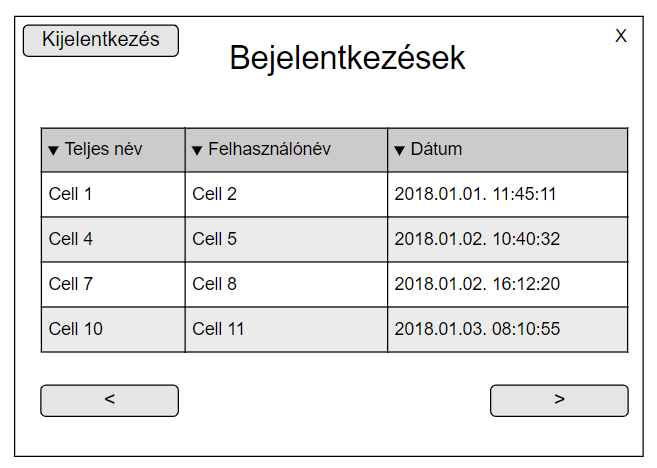 Kijelentkezés
X
Bejelentkezések
▼ Teljes név ▼ Felhasználónév ▼ Dátum
Cell 1 Cell 2 2018.01.01. 11:45:11
Cell 4 Cell 5 2018.01.02. 10:40:32
Cell 7 Cell 8 2018.01.02. 16:12:20
Cell 10 Cell 11 2018.01.03. 08:10:55
< >